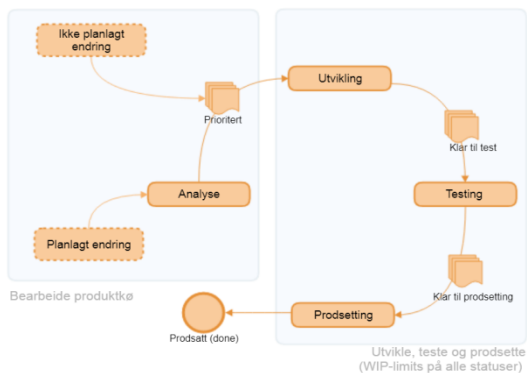 Ikke planlagt
endring
Prioritert
Utvikling
Klar til test
Analyse
Testing
Planlagt endring
Klar til prodsetting
Bearbeide produktkø
Prodsatt (done)
Prodsetting
Utvikle, teste og prodsette
(WIP-limits på alle statuser)